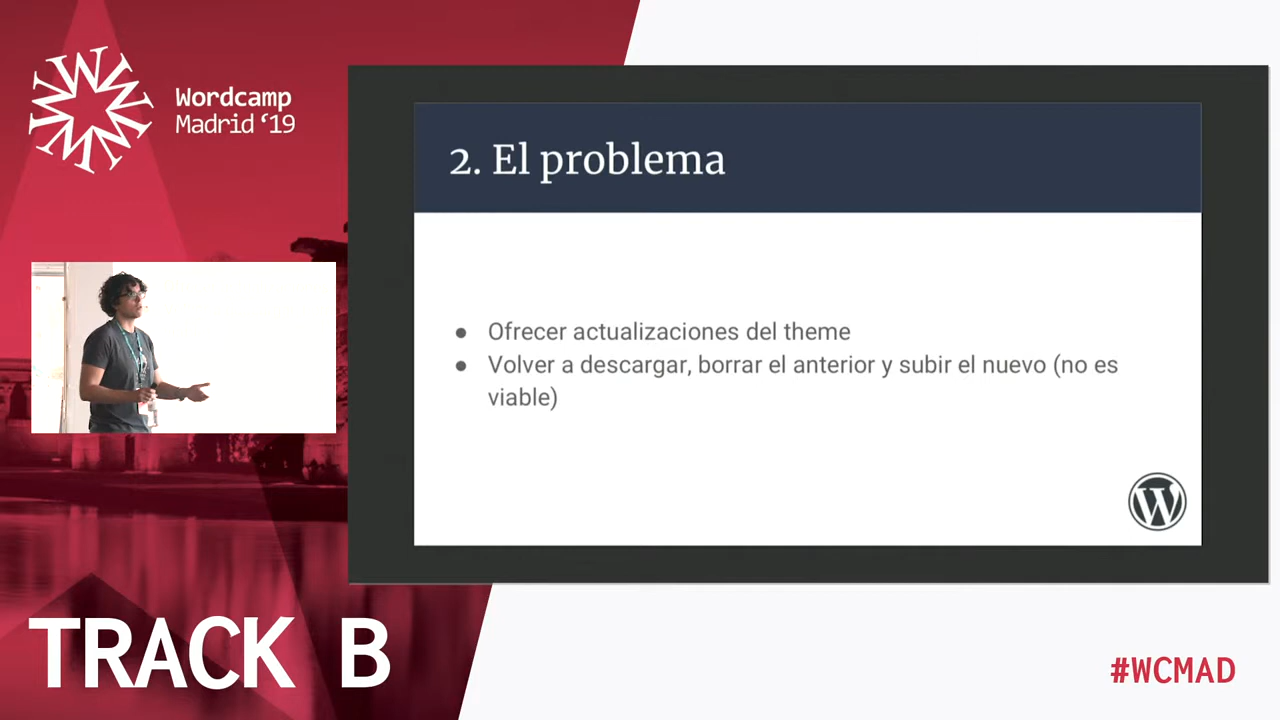 Wordcamp
Madrid ‘19
2. El problema
● Ofrecer actualizaciones del theme
● Volver a descargar, borrar el anterior y subir el nuevo (no es
viable)
TRACK B
#WCMAD